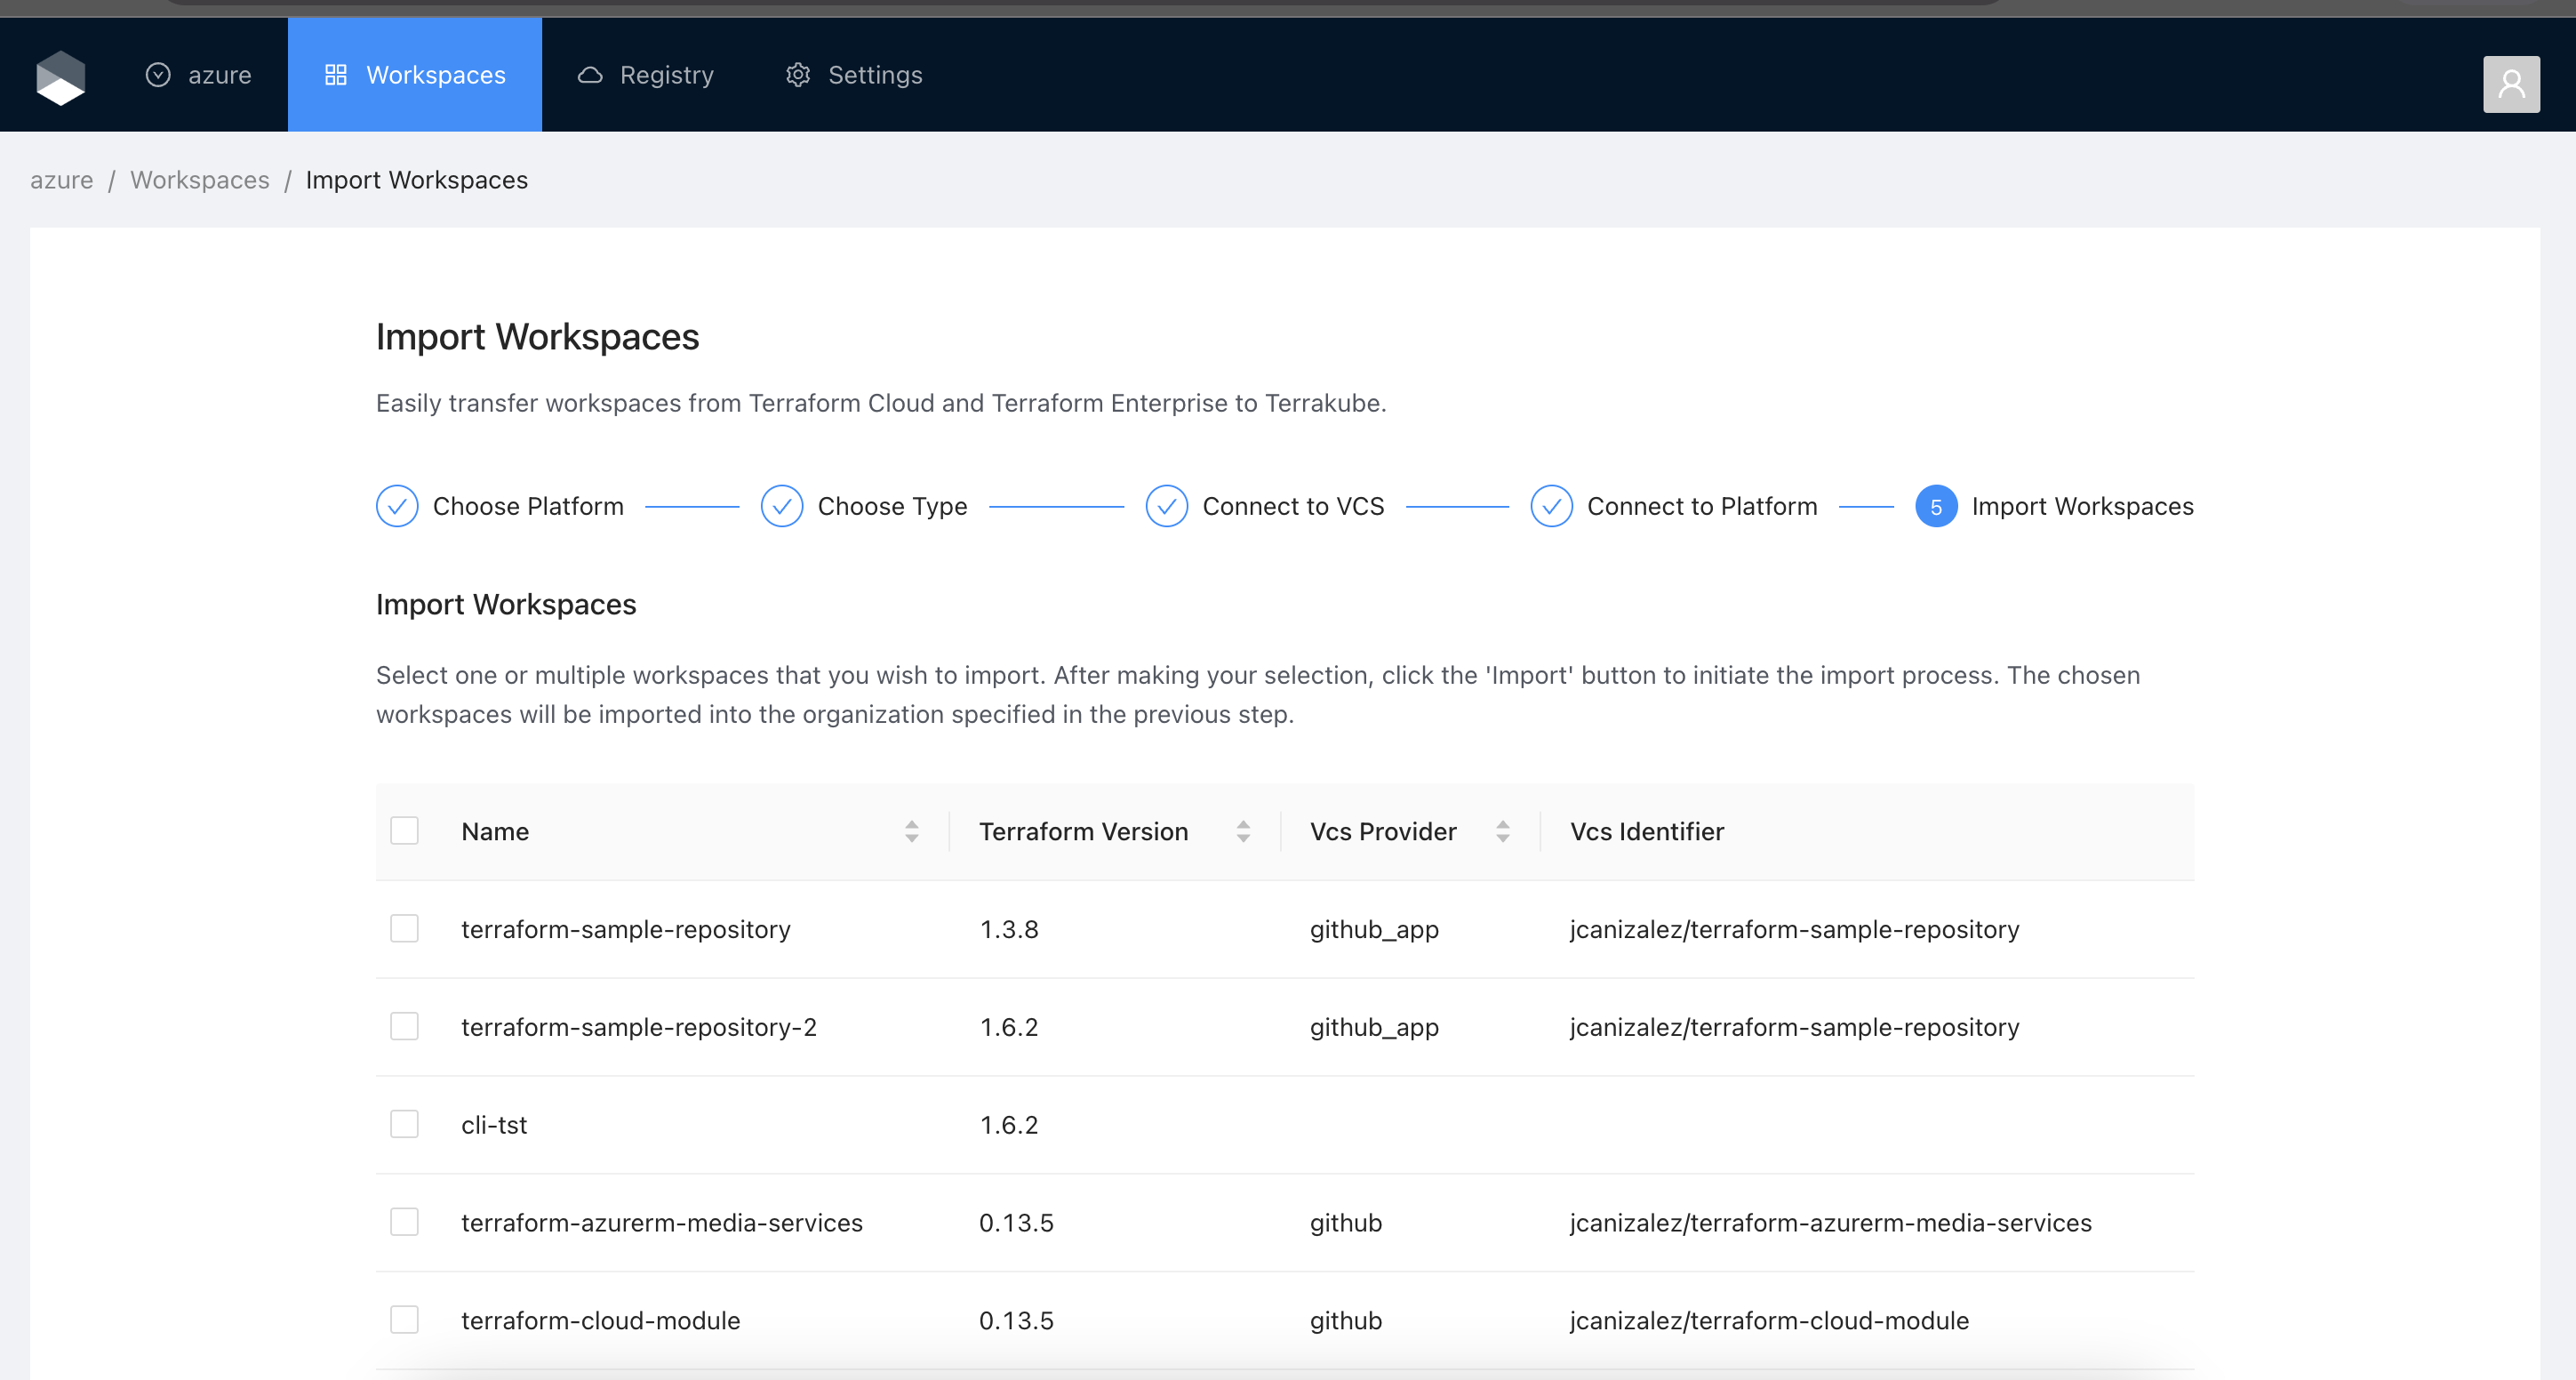 azure Workspaces Registry Settings
azure / Workspaces / Import Workspaces
Import Workspaces
Easily transfer workspaces from Terraform Cloud and Terraform Enterprise to Terrakube.
Choose Platform Choose Type Connect to VCS Connect to Platform 5 Import Workspaces
Import Workspaces
Select one or multiple workspaces that you wish to import. After making your selection, click the 'Import' button to initiate the import process. The chosen
workspaces will be imported into the organization specified in the previous step.
Name Terraform Version Vcs Provider Vcs Identifier
terraform-sample-repository 1.3.8 github_app jcanizalez/terraform-sample-repository
terraform-sample-repository-2 1.6.2 github_app jcanizalez/terraform-sample-repository
cli-tst 1.6.2
terraform-azurerm-media-services 0.13.5 github jcanizalez/terraform-azurerm-media-services
terraform-cloud-module 0.13.5 github jcanizalez/terraform-cloud-module